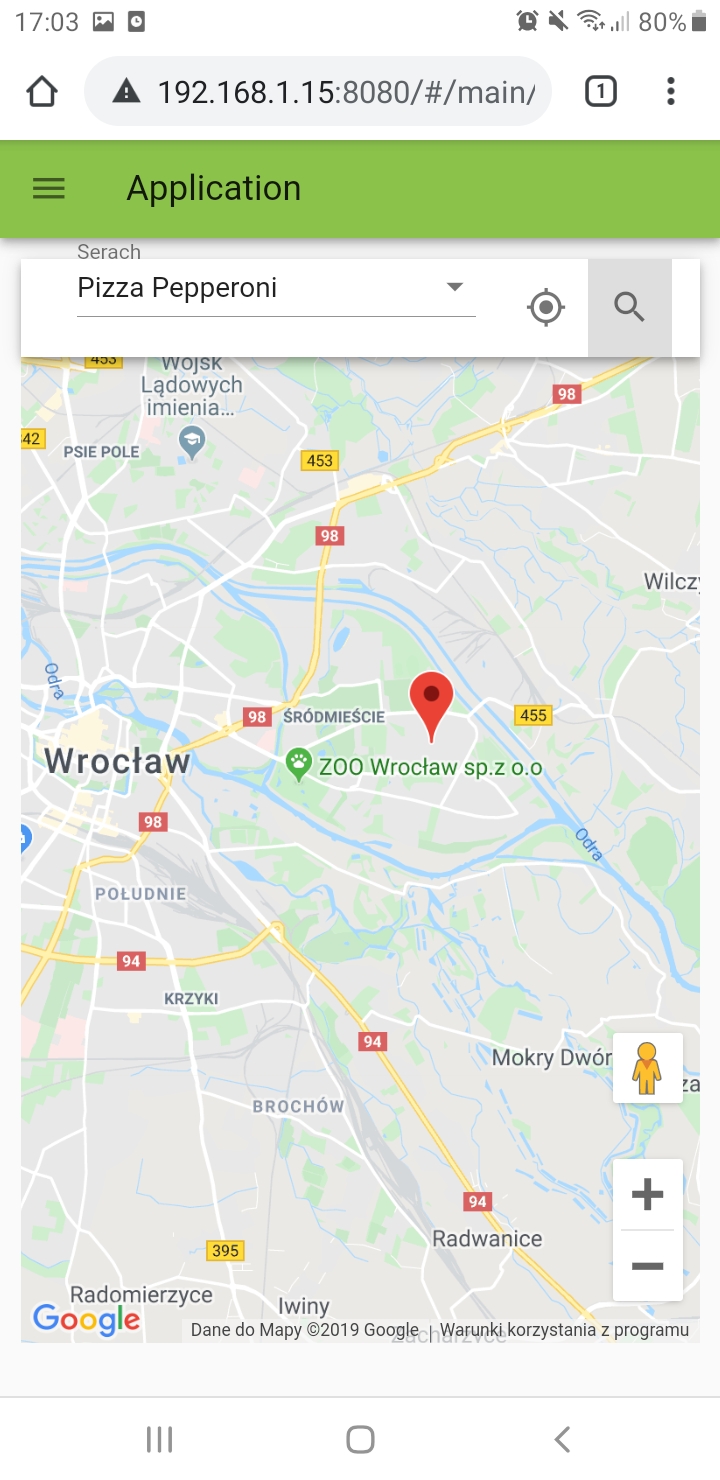 17:03 80%
192.168.1.15:8080/#/main/ 1
Application
Serach
Pizza Pepperoni
453
Wojsk
Lądowych
imienia...
98
42
PSIE POLE
453
98
Wilczy
Odra
98
ŚRÓDMIEŚCIE
455
Wrocław
ZOO Wrocław sp.z o.o
98
Odra
POŁUDNIE
94
KRZYKI
94
Mokry Dwór
za
BROCHÓW
94
Radwanice
395
Radomierzyce
Iwiny
Google
Dane do Mapy ©2019 Google Warunki korzystania z programu
Zacharzyce